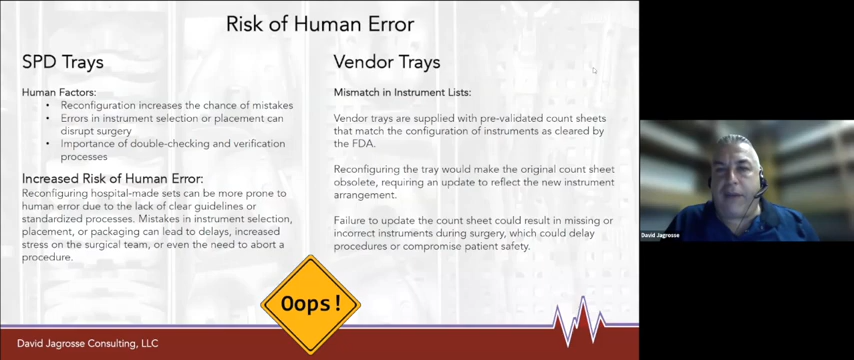 Risk of Human Error
SPD Trays
Human Factors:
• Reconfiguration increases the chance of mistakes
• Errors in instrument selection or placement can
disrupt surgery
• Importance of double-checking and verification
processes
Increased Risk of Human Error:
Reconfiguring hospital-made sets can be more prone to
human error due to the lack of clear guidelines or
standardized processes. Mistakes in instrument selection,
placement, or packaging can lead to delays, increased
stress on the surgical team, or even the need to abort a
procedure.
Vendor Trays
Mismatch in Instrument Lists:
Vendor trays are supplied with pre-validated count sheets
that match the configuration of instruments as cleared by
the FDA.
Reconfiguring the tray would make the original count sheet
obsolete, requiring an update to reflect the new instrument
arrangement.
Failure to update the count sheet could result in missing or
incorrect instruments during surgery, which could delay
procedures or compromise patient safety.
Oops!
David Jagrosse Consulting, LLC
David Jagrosse